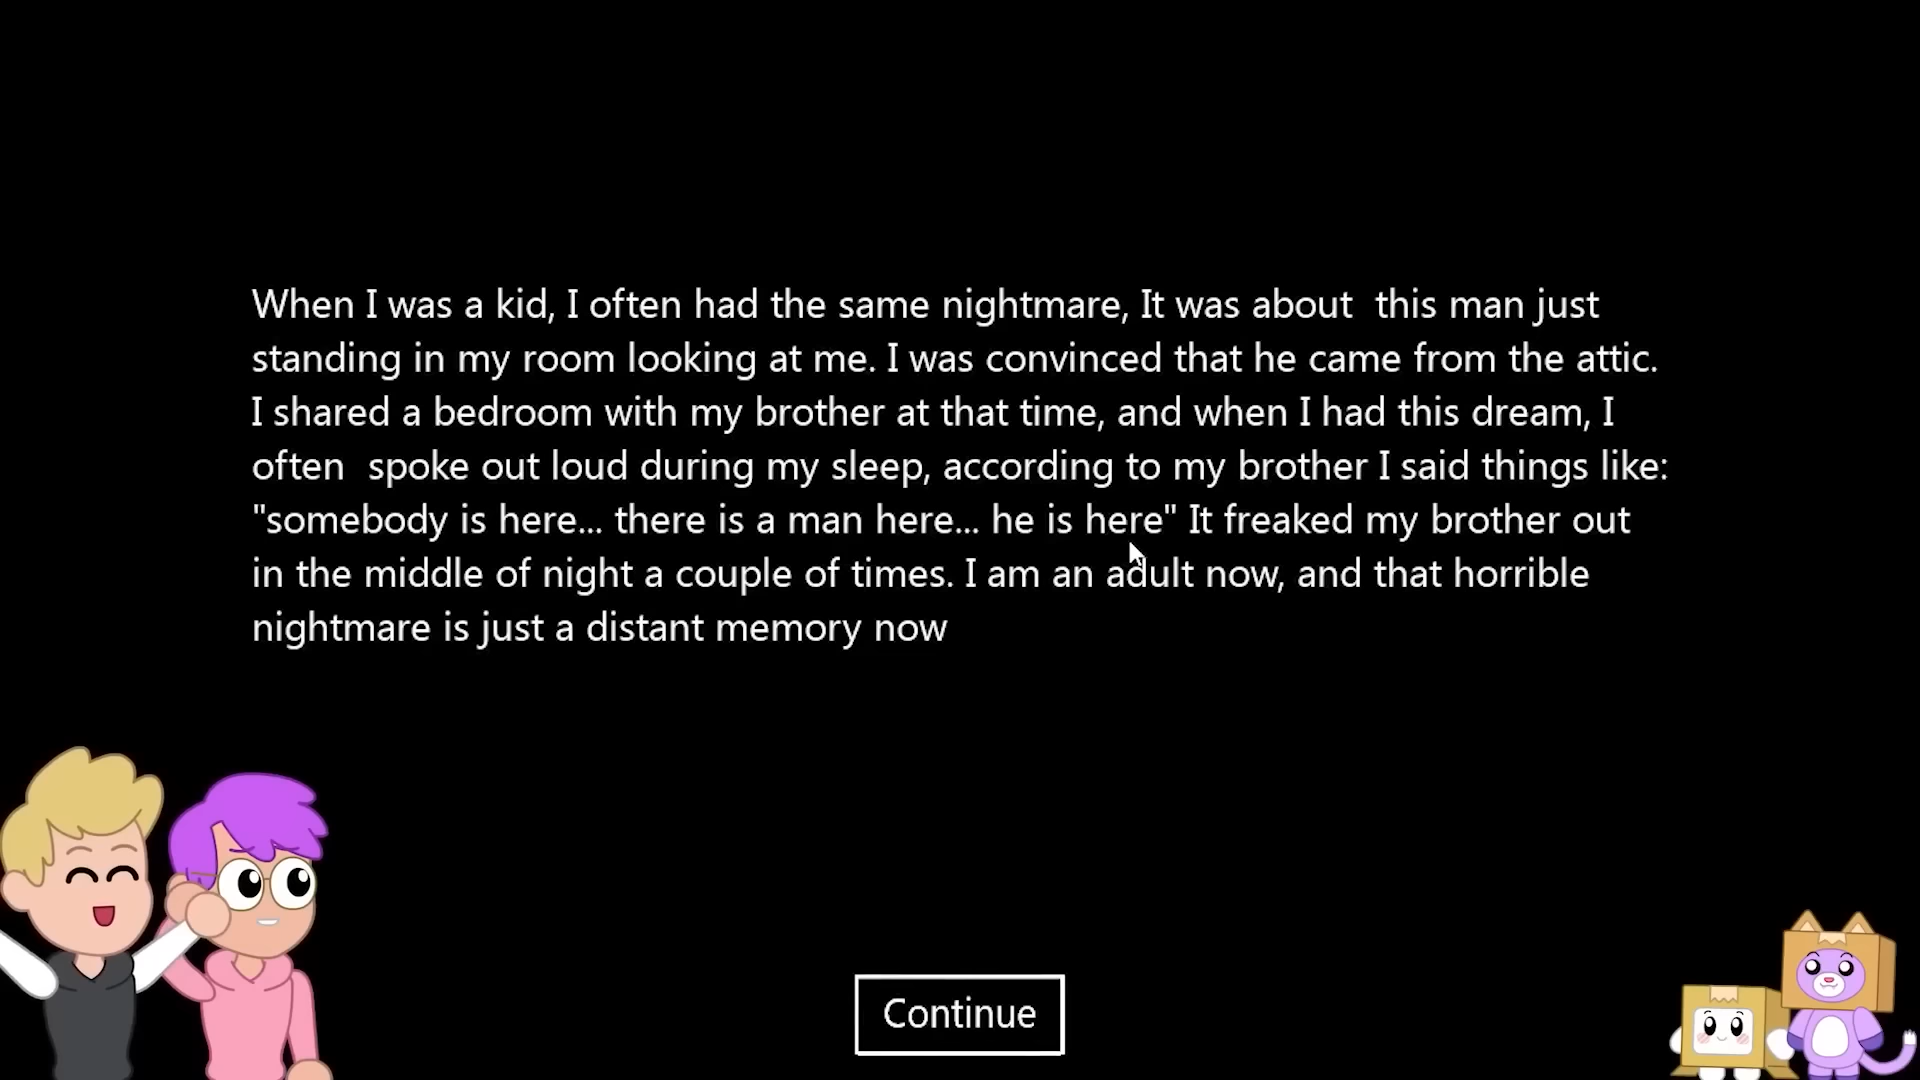 When I was a kid, I often had the same nightmare, It was about  this man just
standing in my room looking at me. I was convinced that he came from the attic.
I shared a bedroom with my brother at that time, and when I had this dream, I
often  spoke out loud during my sleep, according to my brother I said things like:
"somebody is here... there is a man here... he is here" It freaked my brother out
in the middle of night a couple of times. I am an adult now, and that horrible
nightmare is just a distant memory now
Continue